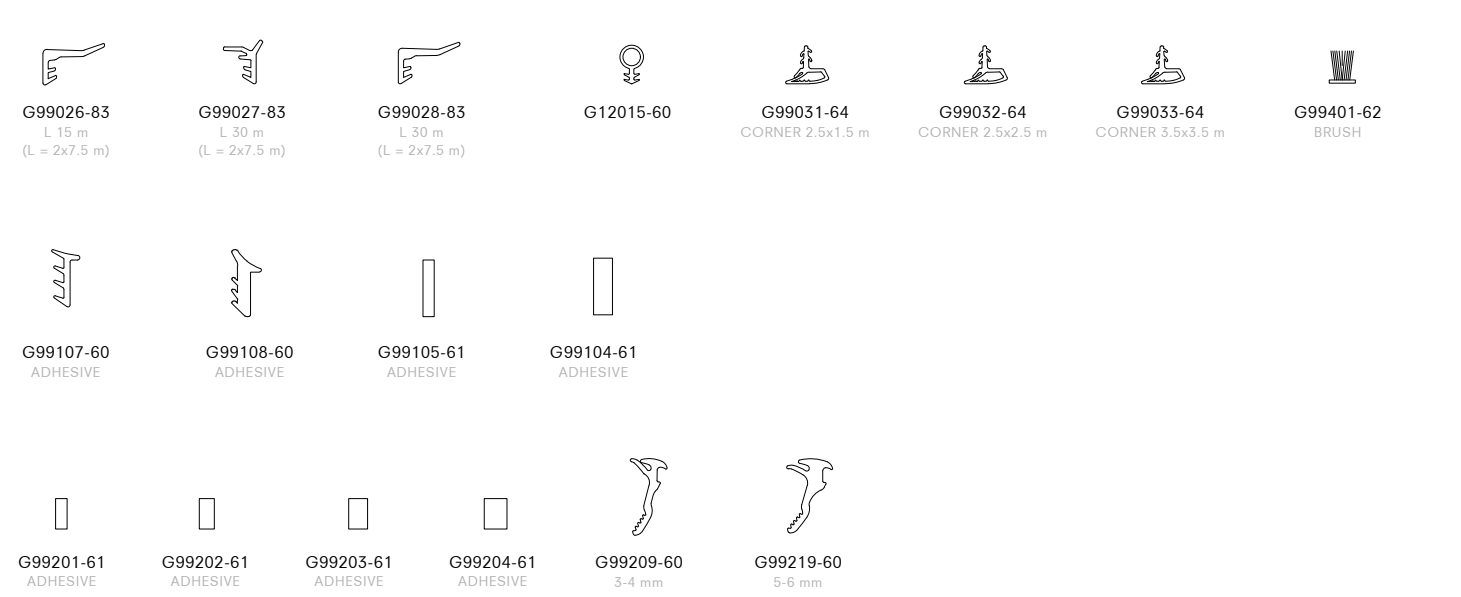 G99026-83
L 15 m
(L = 2x7.5 m)
G99027-83
L 30 m
(L = 2x7.5 m)
G99028-83
L 30 m
(L = 2x7.5 m)
G12015-60
G99031-64
CORNER 2.5x1.5 m
G99032-64
CORNER 2.5x2.5 m
G99033-64
CORNER 3.5x3.5 m
G99401-62
BRUSH
G99107-60
ADHESIVE
G99108-60
ADHESIVE
G99105-61
ADHESIVE
G99104-61
ADHESIVE
G99201-61
ADHESIVE
G99202-61
ADHESIVE
G99203-61
ADHESIVE
G99204-61
ADHESIVE
G99209-60
3-4 mm
G99219-60
5-6 mm